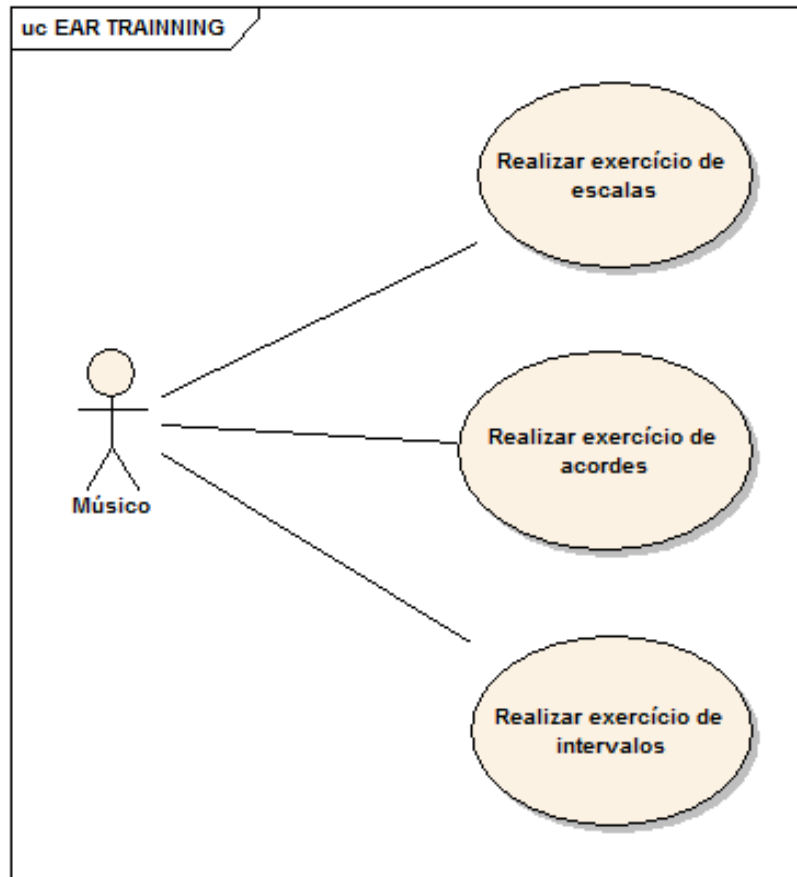 uc EAR TRAINNING
Realizar exercício de
escalas
Realizar exercício de
acordes
Músico
Realizar exercício de
intervalos